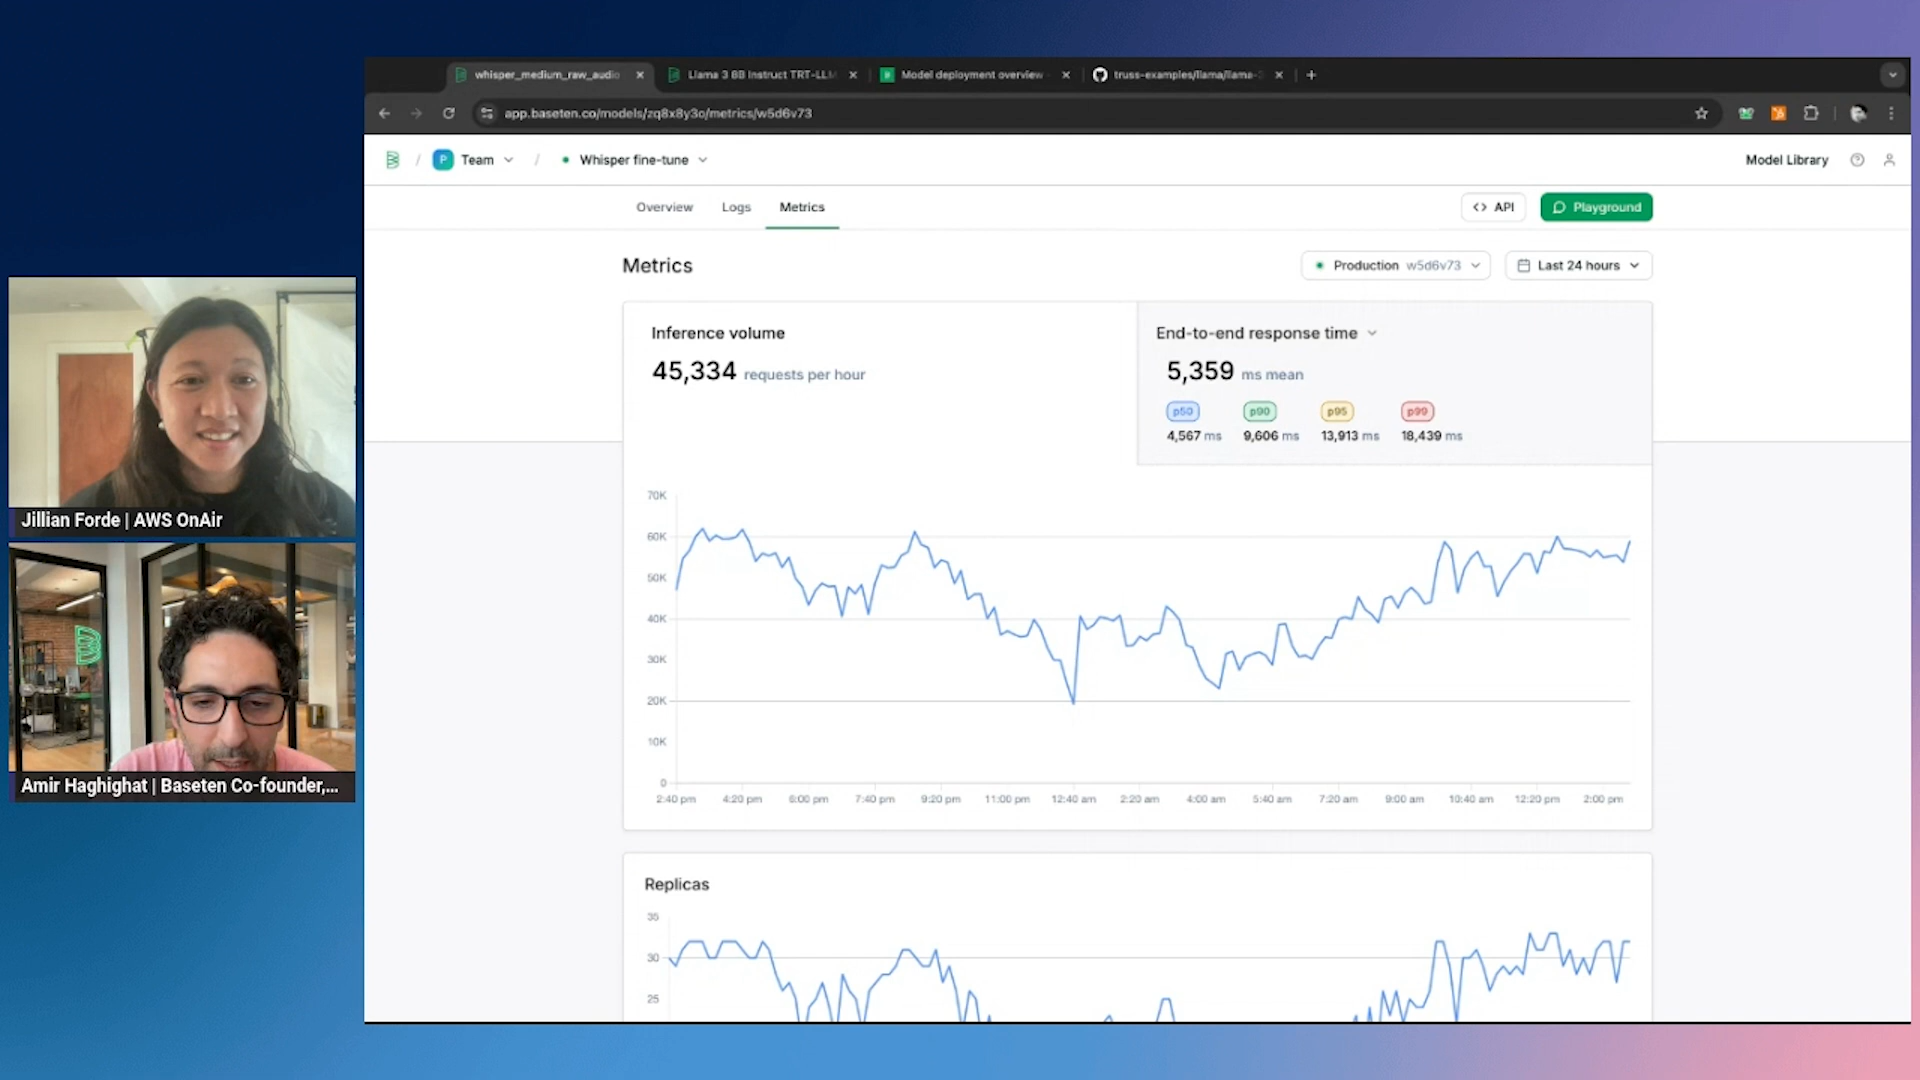 whisper_medium_raw_audio
Llama 3 8B Instruct TRT-LLM
Model deployment overview
truss-examples/llama/llama-3
app.baseten.co/models/zq8x8y3o/metrics/w5d6v73
/ P Team / Whisper fine-tune
Model Library
Overview Logs Metrics
<> API
Playground
Metrics
Production w5d6v73
Last 24 hours
Inference volume
45,334 requests per hour
End-to-end response time
5,359 ms mean
p50 p90 p95 p99
4,567 ms 9,606 ms 13,913 ms 18,439 ms
70K
60K
50K
40K
30K
20K
10K
0
2:40 pm 4:20 pm 6:00 pm 7:40 pm 9:20 pm 11:00 pm 12:40 am 2:20 am 4:00 am 5:40 am 7:20 am 9:00 am 10:40 am 12:20 pm 2:00 pm
Replicas
35
30
25
Jillian Forde | AWS OnAir
Amir Haghighat | Baseten Co-founder,...